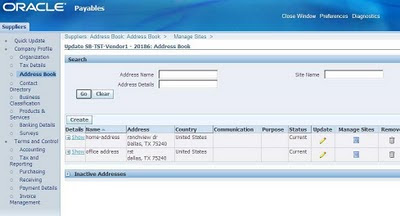 ORACLE Payables
Close Window Preferences Diagnostics
Suppliers
Quick Update
Company Profile
Organization
Tax Details
Address Book
Contact Directory
Business Classification
Products & Services
Banking Details
Surveys
Terms and Control
Accounting
Tax and Reporting
Purchasing
Receiving
Payment Details
Invoice Management
Suppliers: Address Book: Address Book: > Manage Sites >
Update SB-TST-Vendor1 - 20186: Address Book
Search
Address Name
Site Name
Address Details
Go Clear
Create
Details Name Address Country Communication Purpose Status Update Manage Sites Remov
Show home-address ranchview dr United States Current
Dallas, TX 75240
Show office address rst United States Current
dallas, TX 75240
Inactive Addresses